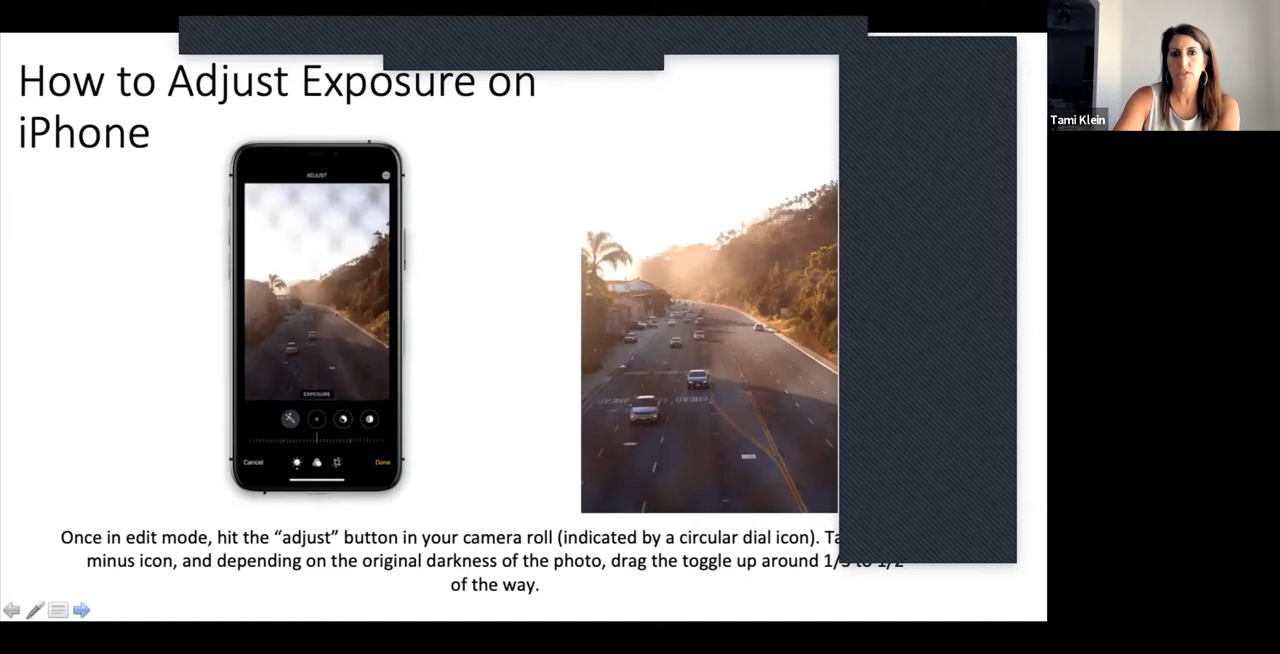 How to Adjust Exposure on
iPhone
Tami Klein
ADJUST
EXPOSURE
Cancel
Done
AHEAD
Once in edit mode, hit the “adjust” button in your camera roll (indicated by a circular dial icon).
minus icon, and depending on the original darkness of the photo, drag the toggle up around
of the way.